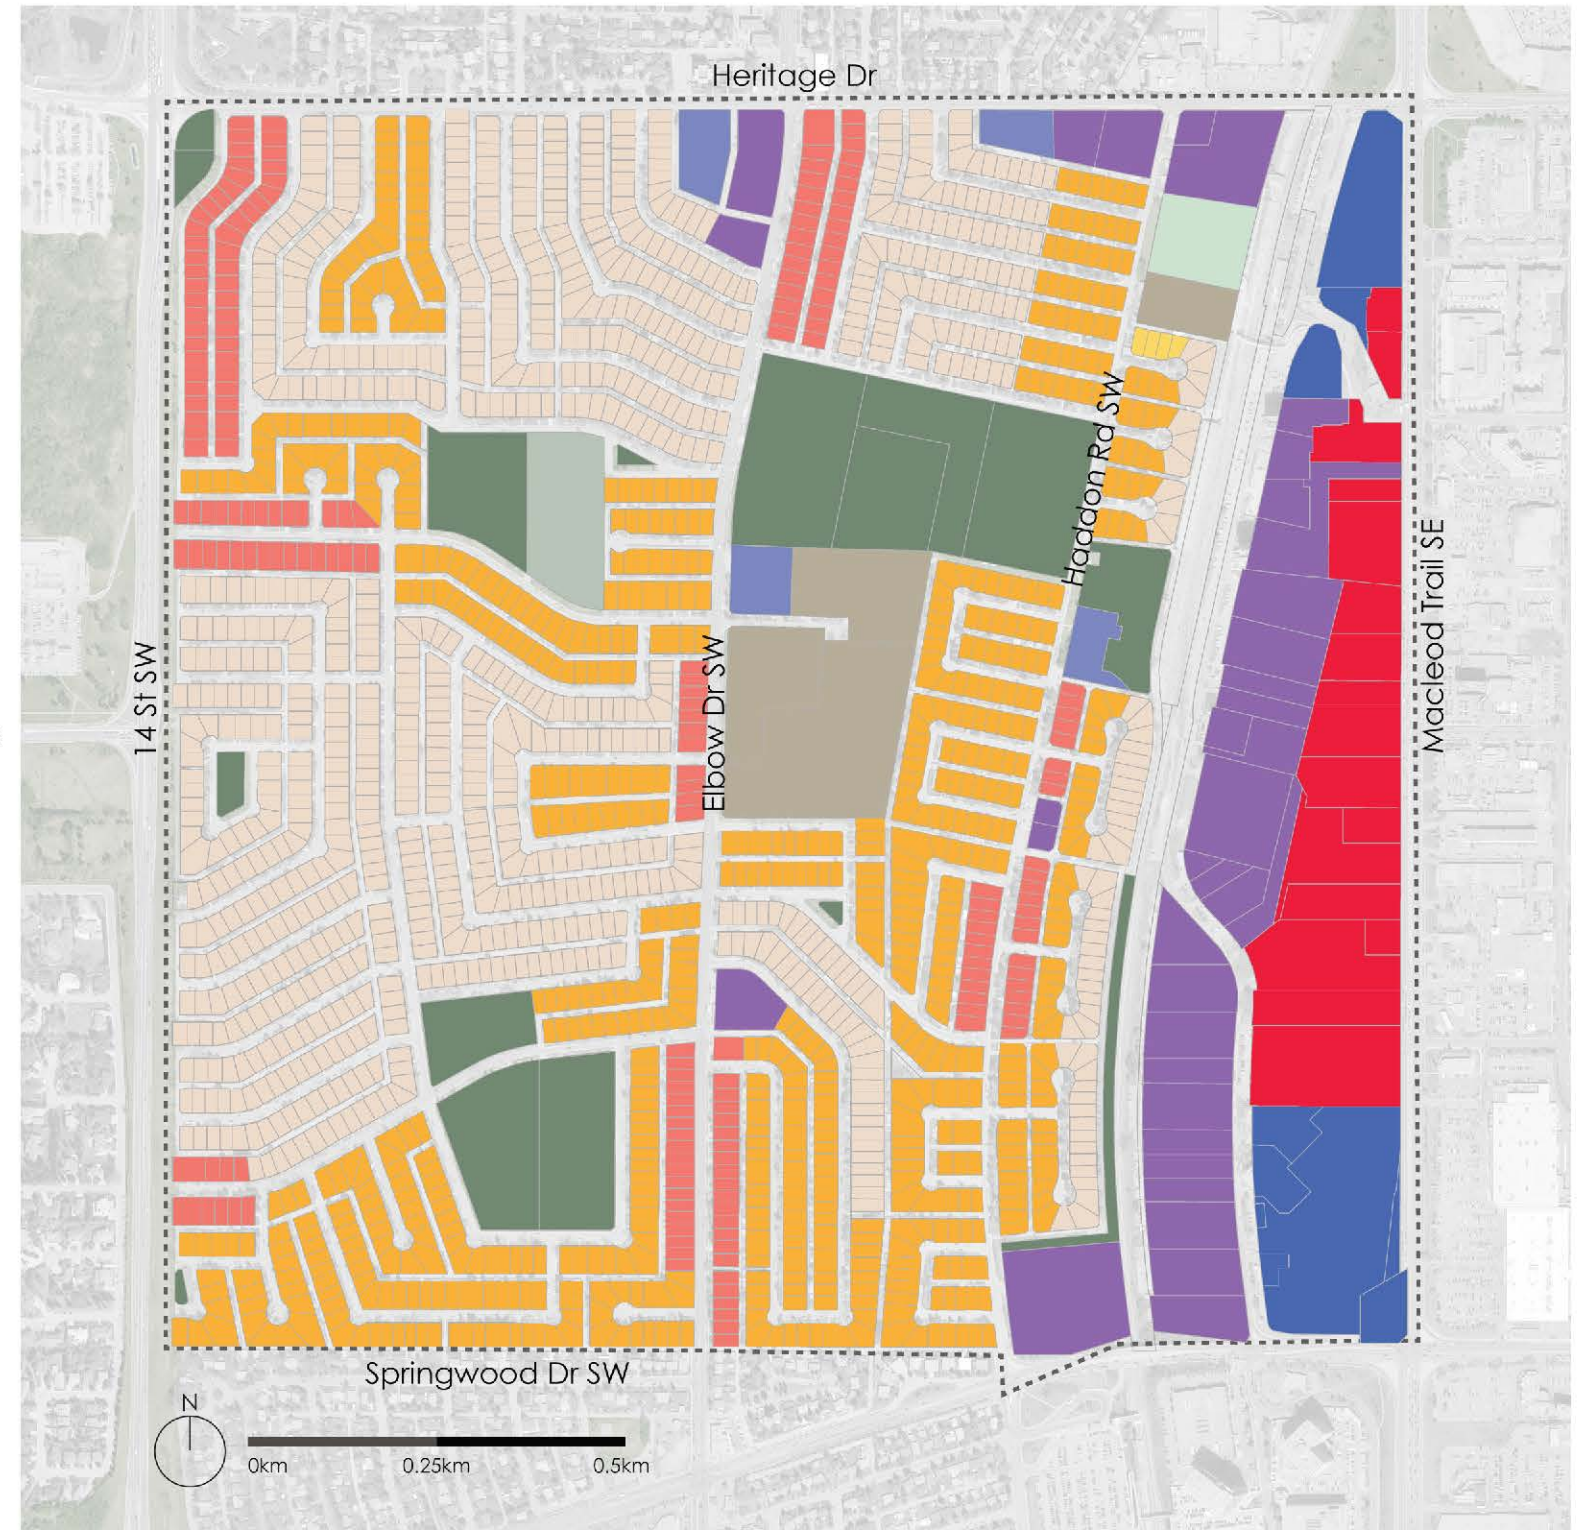 Heritage Dr
Haddon Rd SW
14 St SW
Elbow Dr SW
Macleod Trail SE
Springwood Dr SW
N
0km
0.25km
0.5km